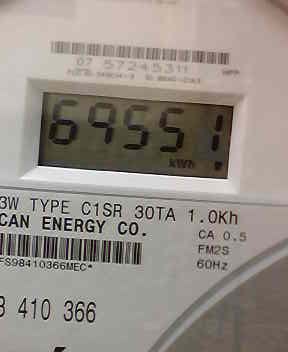 07 57245311
69551
kWh
3W TYPE C1SR 30TA 1.0Kh
CAN ENERGY CO.
CA 0.5
FM2S
FS98410366MEC*
60Hz
8 410 366